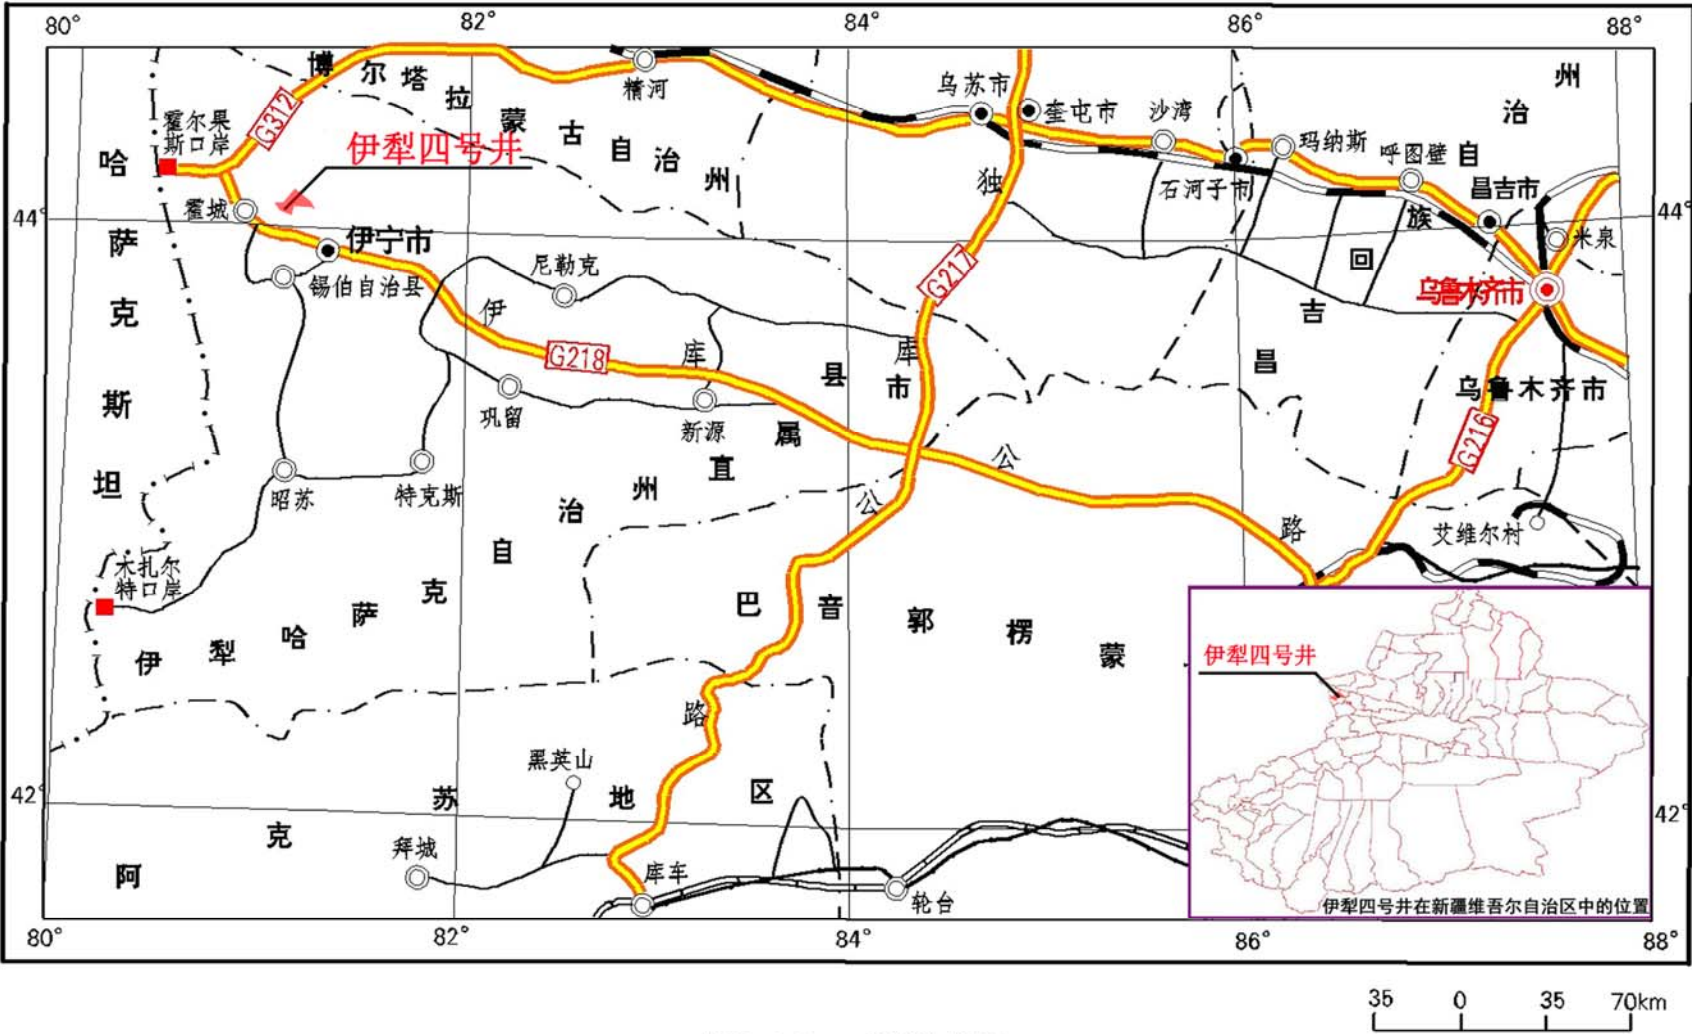 80° 82° 84° 86° 88°
博尔塔拉蒙古自治州
精河
乌苏市
奎屯市
沙湾
石河子市
玛纳斯
呼图壁
昌吉市
米泉
乌鲁木齐市
乌鲁木齐市
昌吉回族自治州
霍尔果
斯口岸
G312
伊犁四号井
霍城
44°
44°
伊宁市
锡伯自治县
尼勒克
哈萨克斯坦
伊
G218
库
公
路
独
G217
库
公
路
巩留
新源
昭苏
特克斯
G216
艾维尔村
木扎尔
特口岸
伊犁哈萨克自治州直属县市
巴音郭楞蒙
黑英山
42°
42°
阿克苏地区
拜城
库车
轮台
伊犁四号井
伊犁四号井在新疆维吾尔自治区中的位置
80° 82° 84° 86° 88°
35 0 35 70km